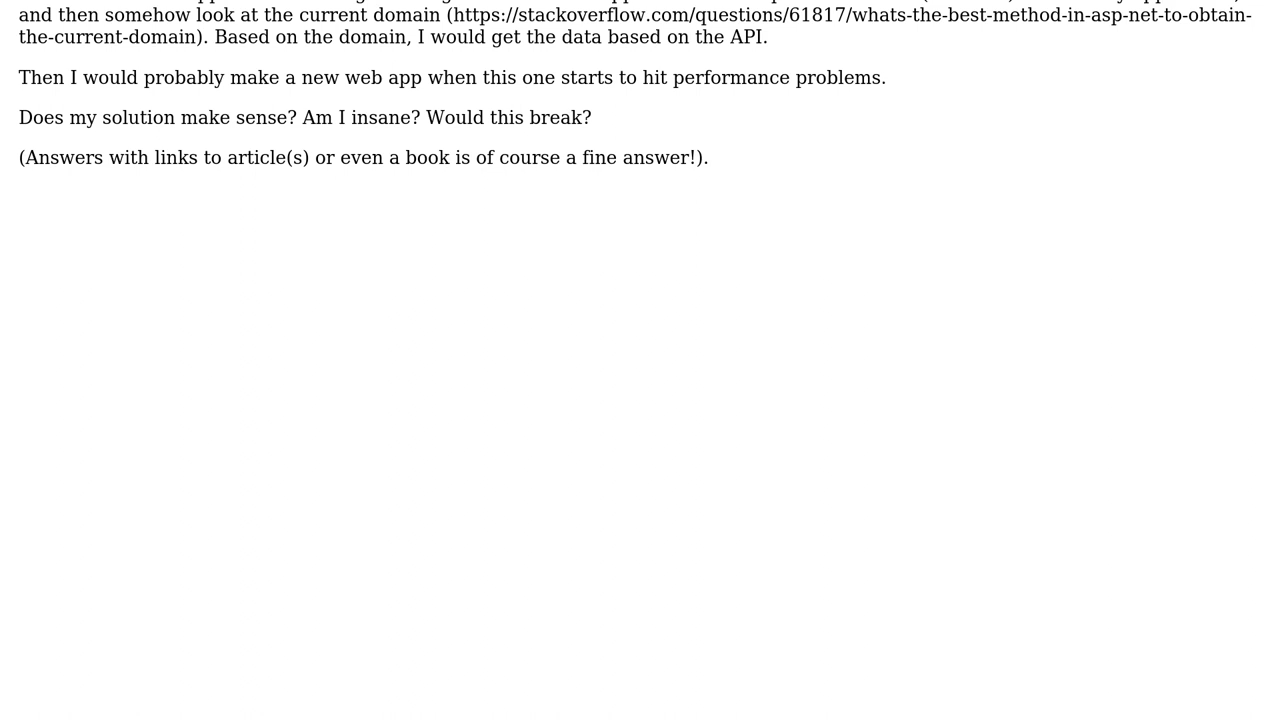 and then somehow look at the current domain (https://stackoverflow.com/questions/61817/whats-the-best-method-in-asp-net-to-obtain-
the-current-domain). Based on the domain, I would get the data based on the API.
Then I would probably make a new web app when this one starts to hit performance problems.
Does my solution make sense? Am I insane? Would this break?
(Answers with links to article(s) or even a book is of course a fine answer!).